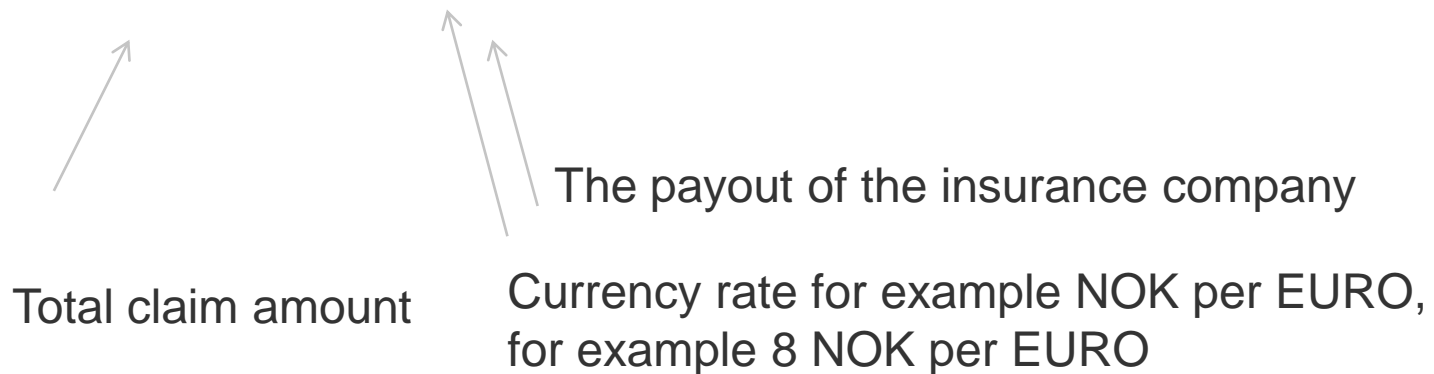 The payout of the insurance company
Total claim amount
Currency rate for example NOK per EURO,
for example 8 NOK per EURO